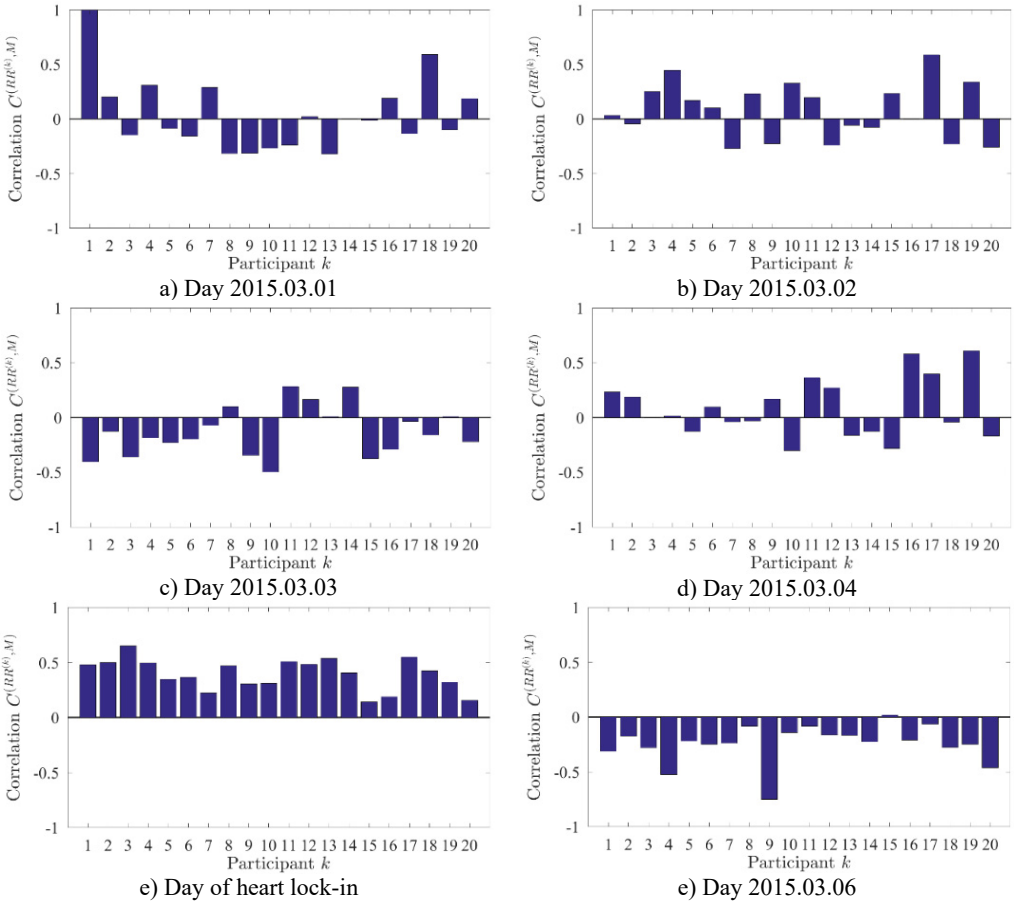 1
0.5
0
-0.5
-1
Correlation C^(RR^(k),M)
1 2 3 4 5 6 7 8 9 10 11 12 13 14 15 16 17 18 19 20
Participant k
a) Day 2015.03.01
1
0.5
0
-0.5
-1
Correlation C^(RR^(k),M)
1 2 3 4 5 6 7 8 9 10 11 12 13 14 15 16 17 18 19 20
Participant k
b) Day 2015.03.02
1
0.5
0
-0.5
-1
Correlation C^(RR^(k),M)
1 2 3 4 5 6 7 8 9 10 11 12 13 14 15 16 17 18 19 20
Participant k
c) Day 2015.03.03
1
0.5
0
-0.5
-1
Correlation C^(RR^(k),M)
1 2 3 4 5 6 7 8 9 10 11 12 13 14 15 16 17 18 19 20
Participant k
d) Day 2015.03.04
1
0.5
0
-0.5
-1
Correlation C^(RR^(k),M)
1 2 3 4 5 6 7 8 9 10 11 12 13 14 15 16 17 18 19 20
Participant k
e) Day of heart lock-in
1
0.5
0
-0.5
-1
Correlation C^(RR^(k),M)
1 2 3 4 5 6 7 8 9 10 11 12 13 14 15 16 17 18 19 20
Participant k
e) Day 2015.03.06